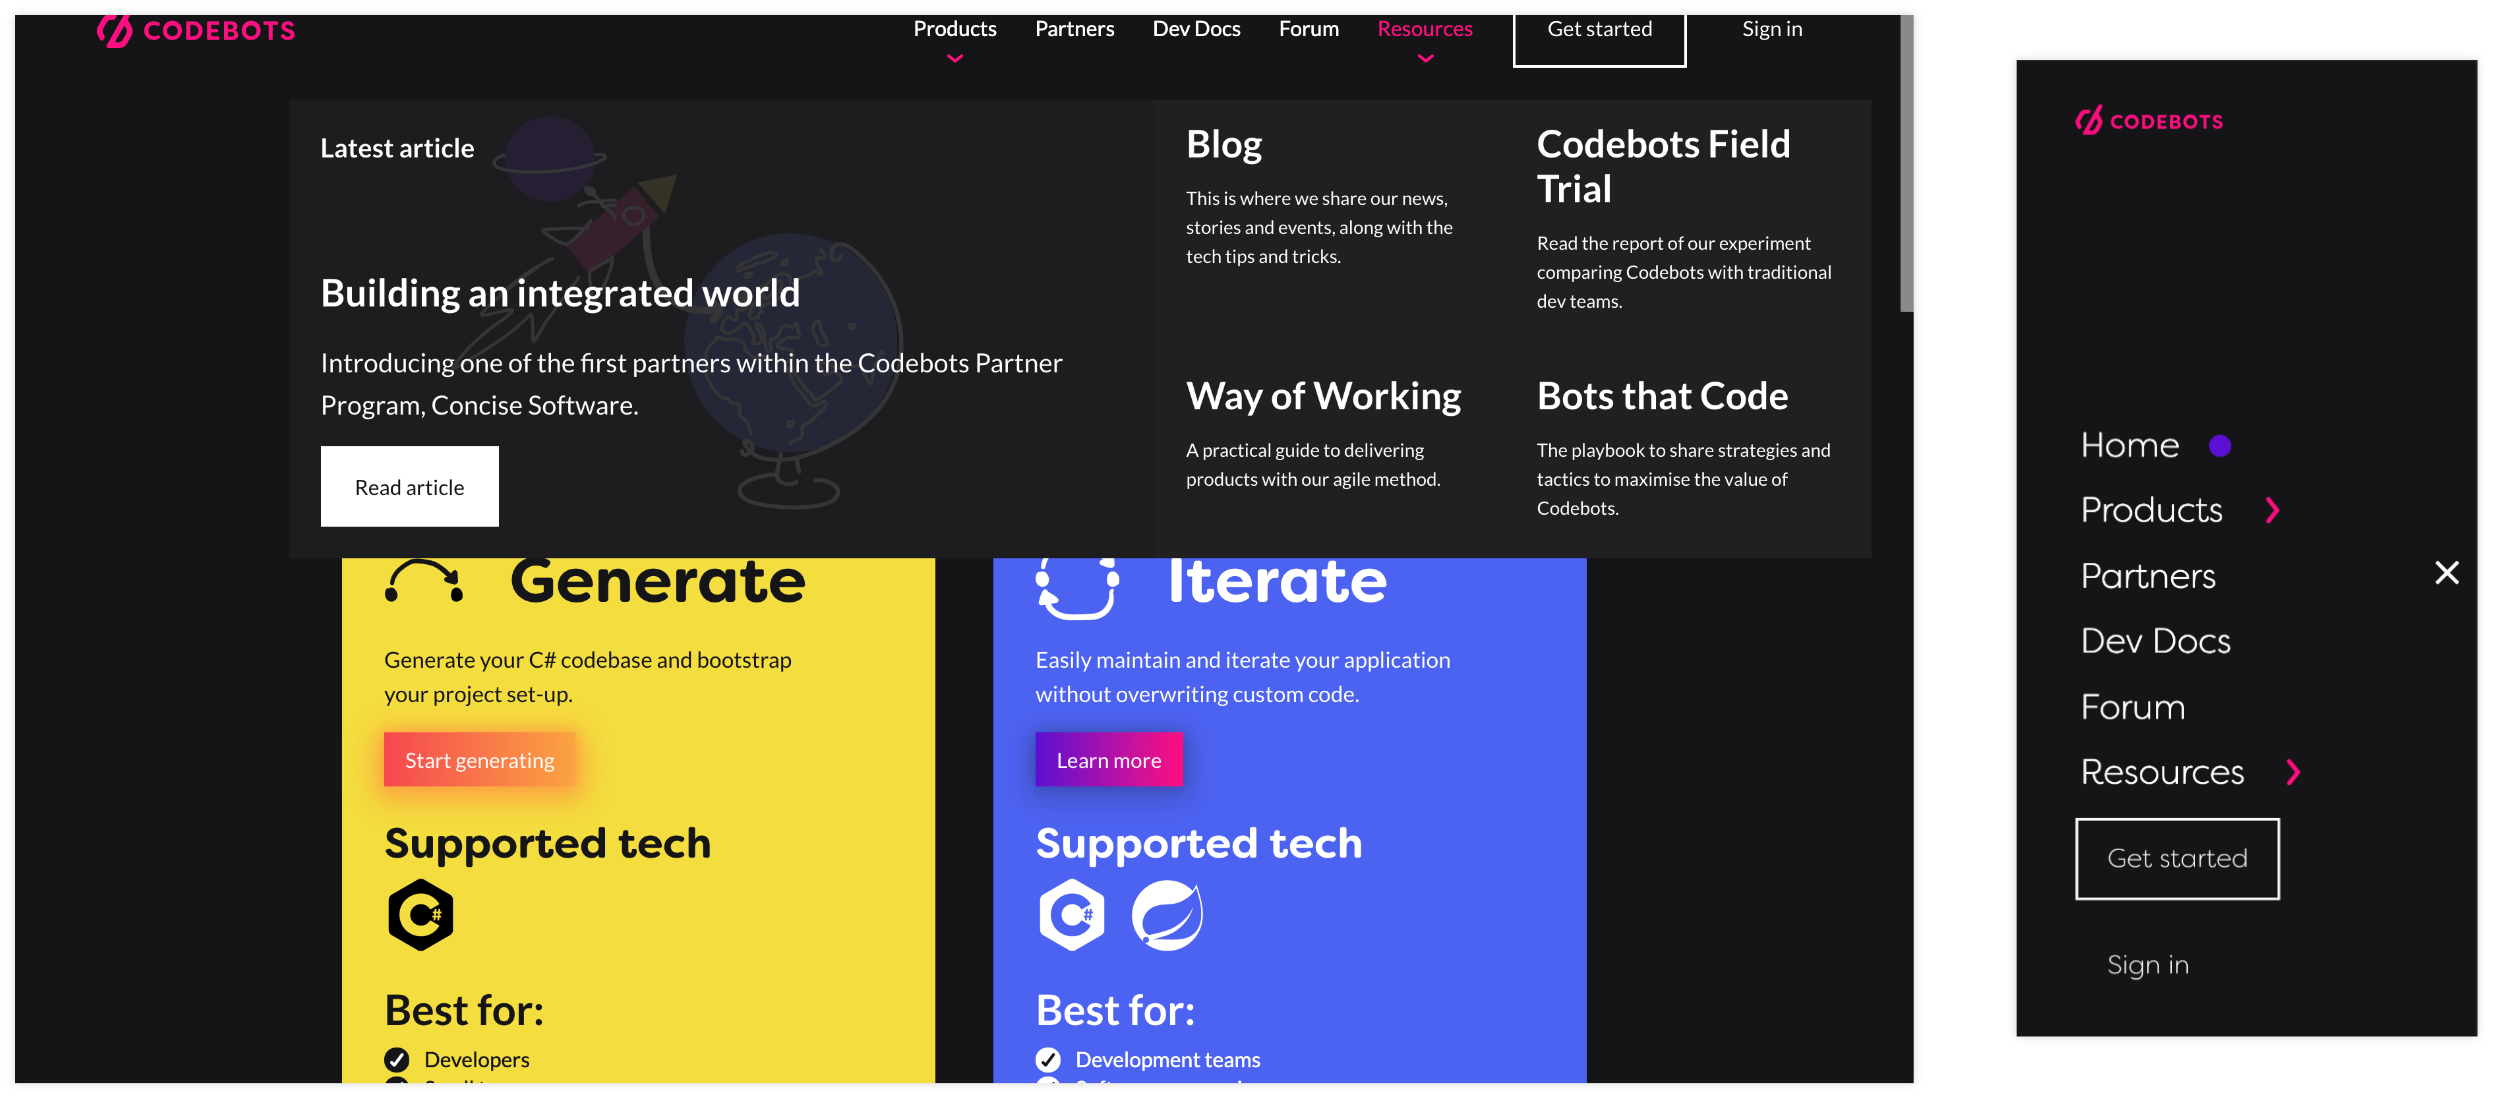 CODEBOTS
Products
Partners
Dev Docs
Forum
Resources
Get started
Sign in
Latest article
Building an integrated world
Introducing one of the first partners within the Codebots Partner
Program, Concise Software.
Read article
Blog
This is where we share our news,
stories and events, along with the
tech tips and tricks.
Codebots Field
Trial
Read the report of our experiment
comparing Codebots with traditional
dev teams.
Way of Working
A practical guide to delivering
products with our agile method.
Bots that Code
The playbook to share strategies and
tactics to maximise the value of
Codebots.
Generate
Generate your C# codebase and bootstrap
your project set-up.
Start generating
Supported tech
C#
Best for:
Developers
Iterate
Easily maintain and iterate your application
without overwriting custom code.
Learn more
Supported tech
C#
Best for:
Development teams
CODEBOTS
Home
Products
Partners
Dev Docs
Forum
Resources
Get started
Sign in